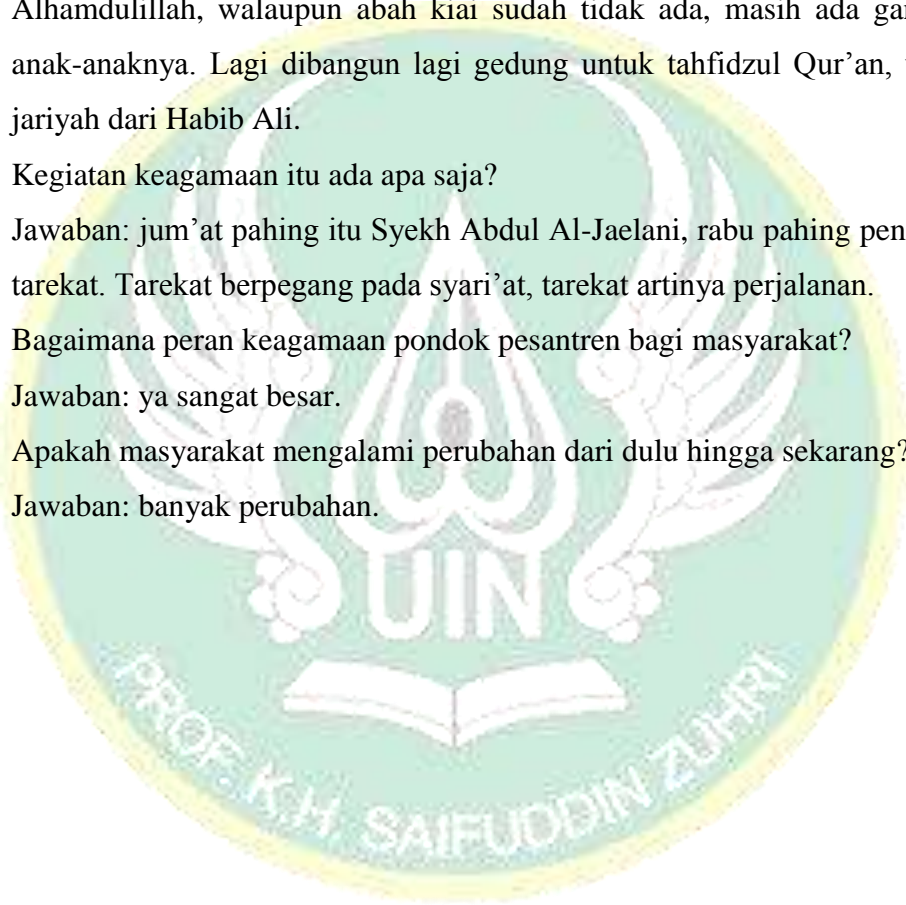 Alhamdulillah, walaupun abah kiai sudah tidak ada, masih ada
anak-anaknya. Lagi dibangun lagi gedung untuk tahfidzul Qur’an,
jariyah dari Habib Ali.
Kegiatan keagamaan itu ada apa saja?
Jawaban: jum’at pahing itu Syekh Abdul Al-Jaelani, rabu pahing
tarekat. Tarekat berpegang pada syari’at, tarekat artinya perjalanan.
Bagaimana peran keagamaan pondok pesantren bagi masyarakat?
Jawaban: ya sangat besar.
Apakah masyarakat mengalami perubahan dari dulu hingga sekarang?
Jawaban: banyak perubahan.
UIN
PROF. K.H. SAIFUDDIN ZUHRI